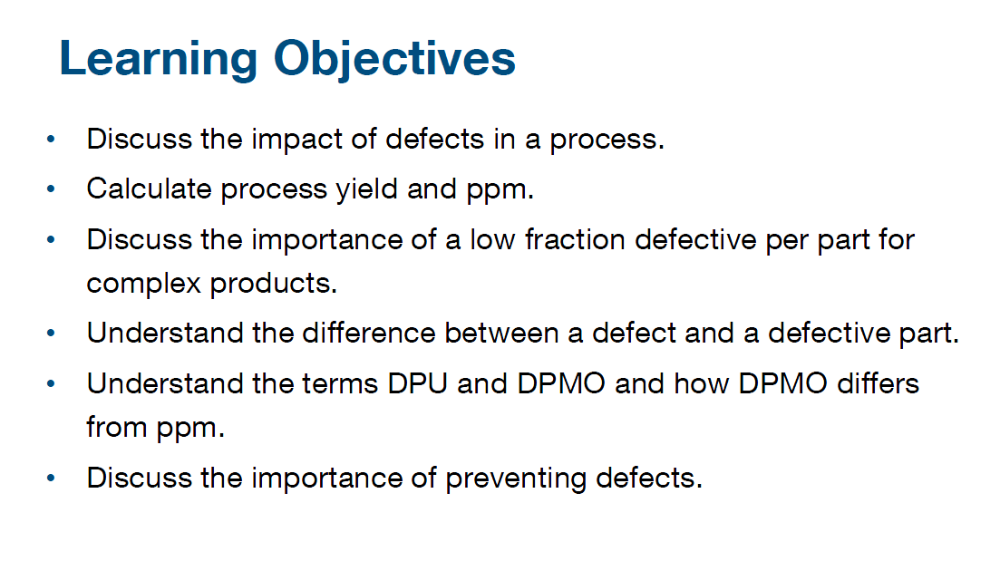 Learning Objectives
• Discuss the impact of defects in a process.
• Calculate process yield and ppm.
• Discuss the importance of a low fraction defective per part for
complex products.
• Understand the difference between a defect and a defective part.
• Understand the terms DPU and DPMO and how DPMO differs
from ppm.
• Discuss the importance of preventing defects.